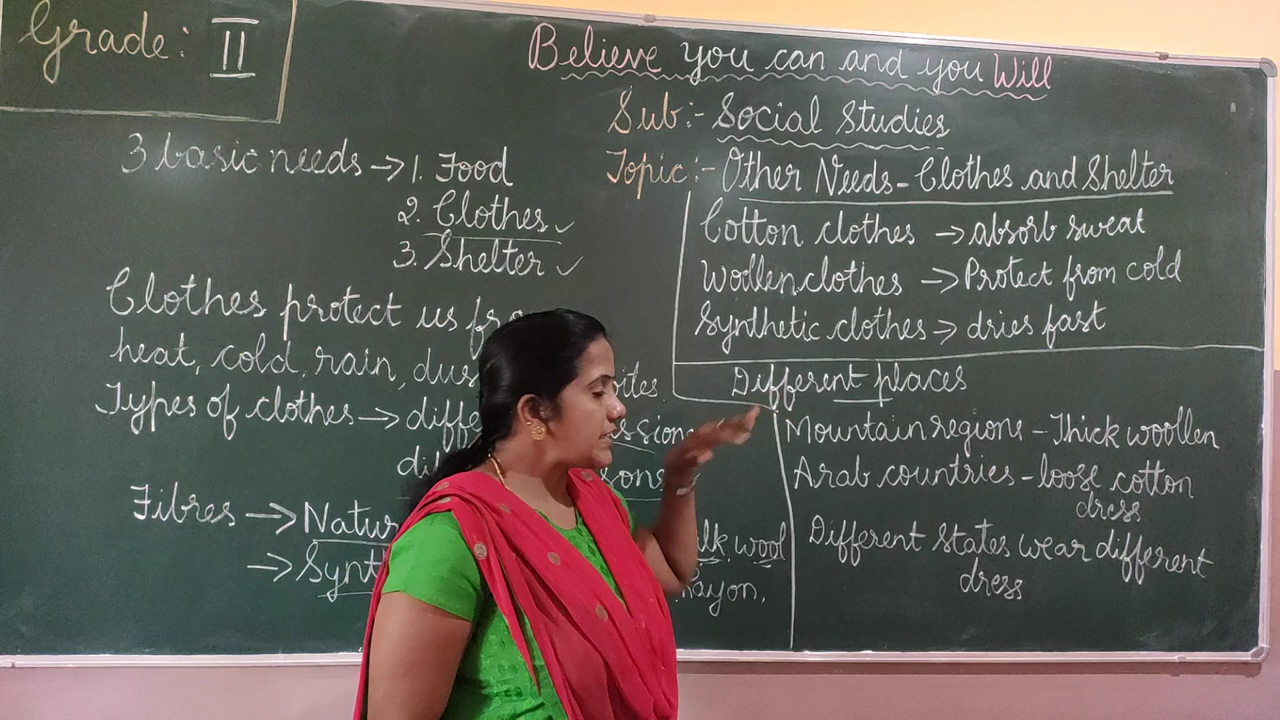 Grade: II
Believe you can and you Will
Sub:- Social Studies
Topic:- Other Needs - Clothes and Shelter
3 basic needs → 1. Food
2. Clothes ✓
3. Shelter ✓
Clothes protect us
heat, cold, rain,
Types of clothes →
Fibres →
→
wool
Rayon,
Cotton clothes → absorb sweat
Woollen clothes → Protect from cold
Synthetic clothes → dries fast
Different places
Mountain regions - Thick woollen
Arab countries - loose cotton
dress
Different States wear different
dress